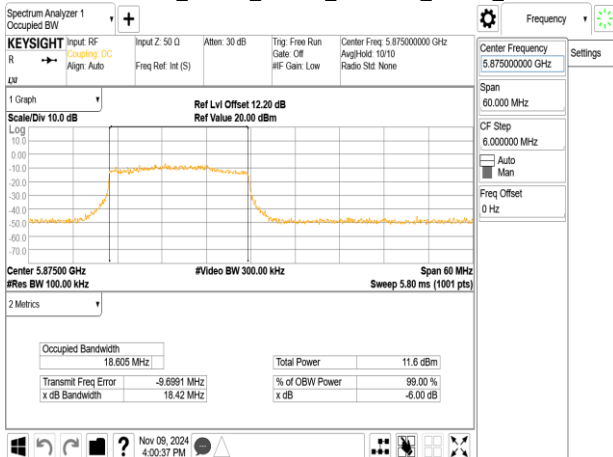 Spectrum Analyzer 1
Occupied BW
+
Frequency
KEYSIGHT Input: RF Input Z: 50 Ω Atten: 30 dB Trig: Free Run Center Freq: 5.875000000 GHz
R Coupling: DC Gate: Off Avg|Hold: 10/10
Align: Auto Freq Ref: Int (S) #IF Gain: Low Radio Std: None
LXI
Center Frequency
5.875000000 GHz
Settings
Span
60.000 MHz
CF Step
6.000000 MHz
Auto
Man
Freq Offset
0 Hz
1 Graph
Ref Lvl Offset 12.20 dB
Scale/Div 10.0 dB Ref Value 20.00 dBm
Log
10.0
0.00
-10.0
-20.0
-30.0
-40.0
-50.0
-60.0
-70.0
Center 5.87500 GHz #Video BW 300.00 kHz Span 60 MHz
#Res BW 100.00 kHz Sweep 5.80 ms (1001 pts)
2 Metrics
Occupied Bandwidth
18.605 MHz Total Power 11.6 dBm
Transmit Freq Error -9.6991 MHz % of OBW Power 99.00 %
x dB Bandwidth 18.42 MHz x dB -6.00 dB
? Nov 09, 2024
4:00:37 PM